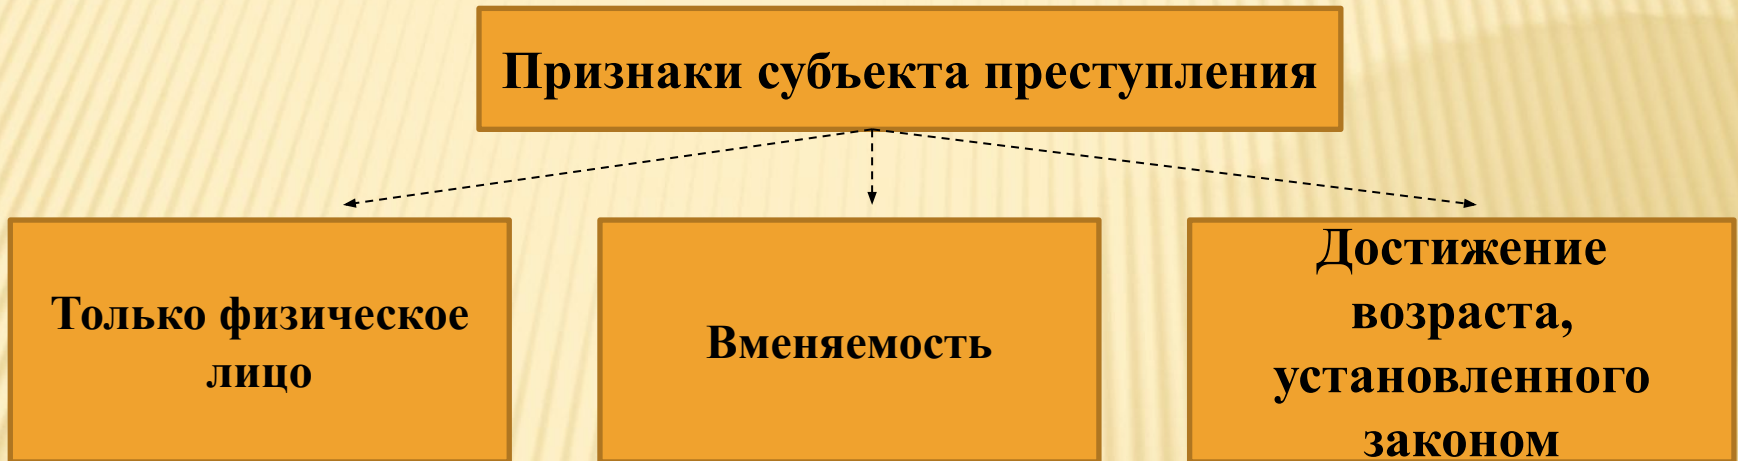 Признаки субъекта преступления
Только физическое
лицо
Вменяемость
Достижение
возраста,
установленного
законом